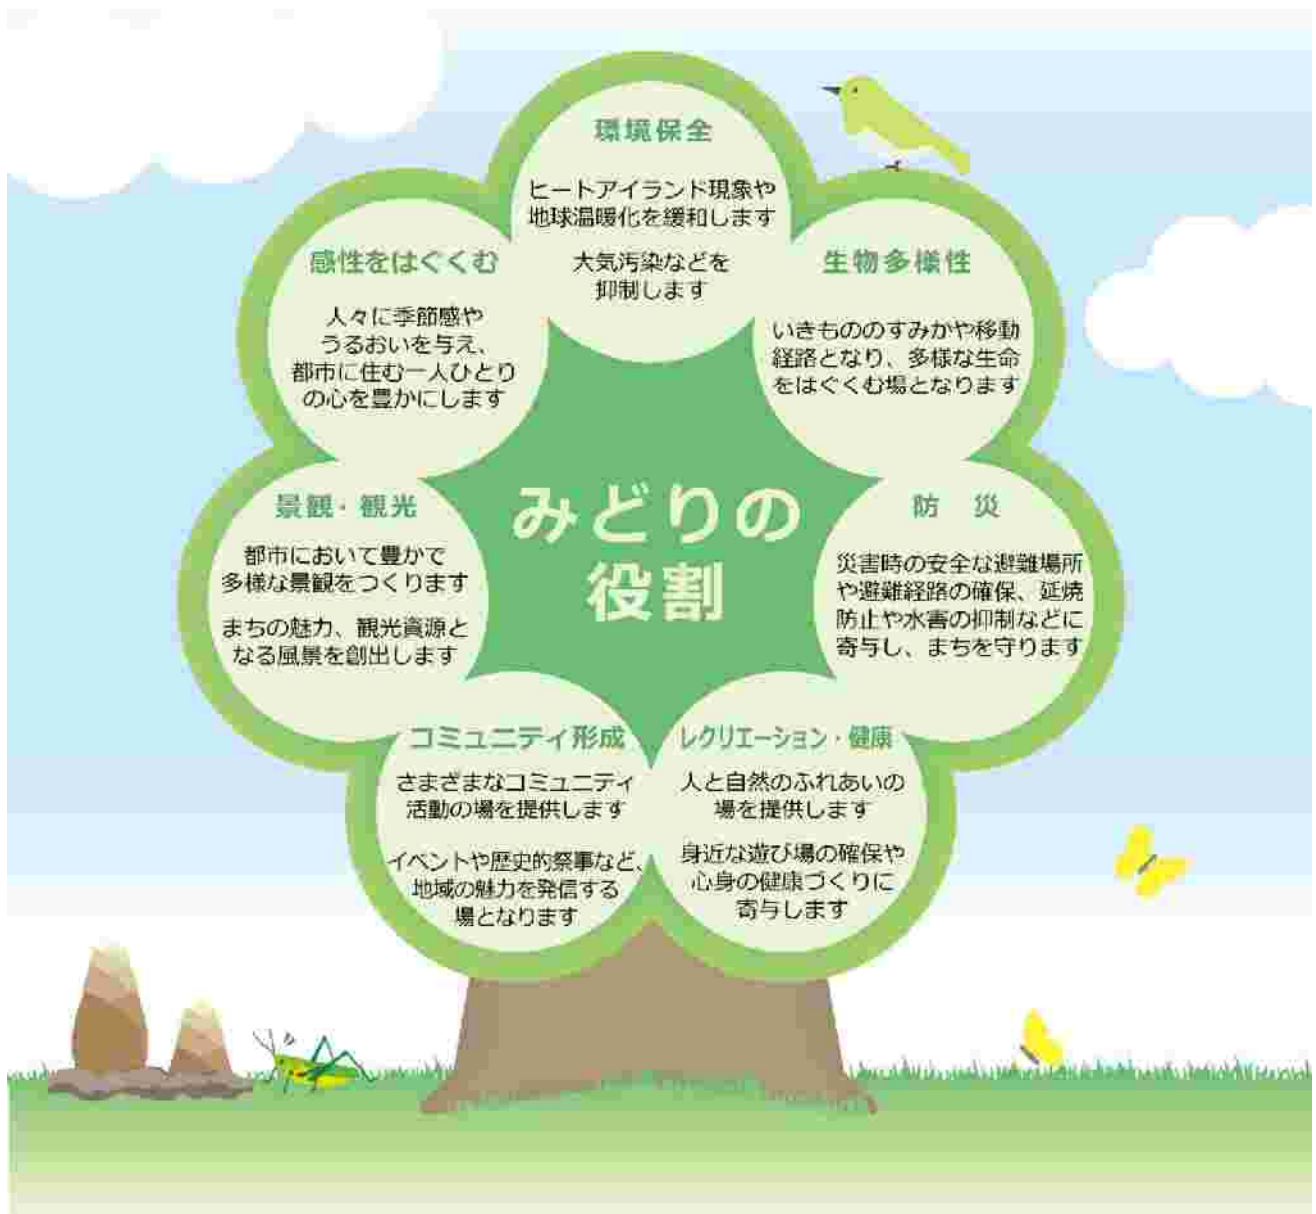 みどりの
役割
環境保全
ヒートアイランド現象や
地球温暖化を緩和します
大気汚染などを
抑制します
生物多様性
いきもののすみかや移動
経路となり、多様な生命
をはぐくむ場となります
防　災
災害時の安全な避難場所
や避難経路の確保、延焼
防止や水害の抑制などに
寄与し、まちを守ります
レクリエーション・健康
人と自然のふれあいの
場を提供します
身近な遊び場の確保や
心身の健康づくりに
寄与します
コミュニティ形成
さまざまなコミュニティ
活動の場を提供します
イベントや歴史的祭事など、
地域の魅力を発信する
場となります
景観・観光
都市において豊かで
多様な景観をつくります
まちの魅力、観光資源と
なる風景を創出します
感性をはぐくむ
人々に季節感や
うるおいを与え、
都市に住む一人ひとり
の心を豊かにします